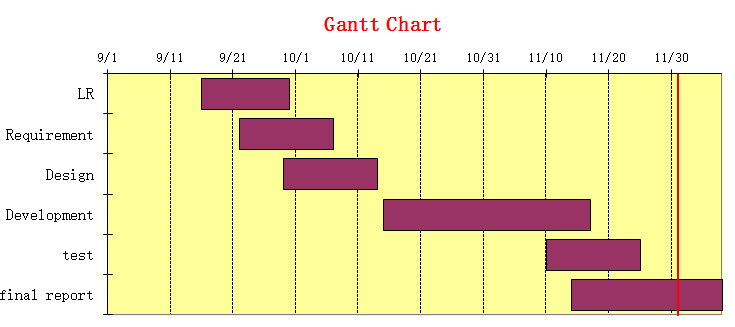 Gantt Chart
9/1 9/11 9/21 10/1 10/11 10/21 10/31 11/10 11/20 11/30
LR
Requirement
Design
Development
test
final report